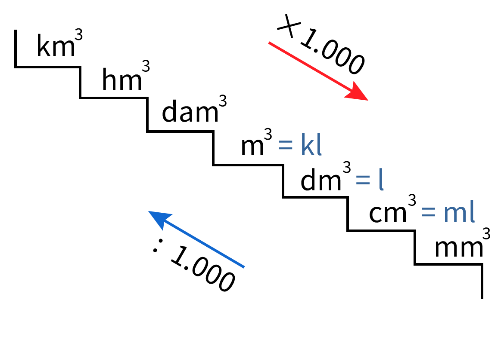 km³
× 1.000
hm³
dam³
m³ = kl
dm³ = l
cm³ = ml
mm³
: 1.000